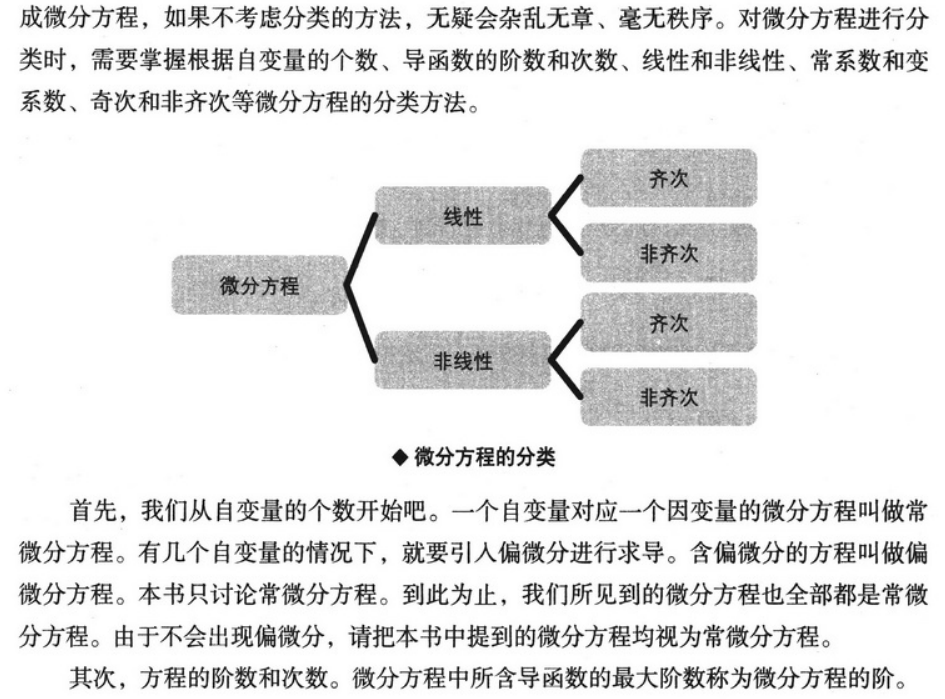 成微分方程，如果不考虑分类的方法，无疑会杂乱无章、毫无秩序。对微分方程进行分
类时，需要掌握根据自变量的个数、导函数的阶数和次数、线性和非线性、常系数和变
系数、奇次和非齐次等微分方程的分类方法。
齐次
线性
非齐次
微分方程
齐次
非线性
非齐次
◆ 微分方程的分类
首先，我们从自变量的个数开始吧。一个自变量对应一个因变量的微分方程叫做常
微分方程。有几个自变量的情况下，就要引入偏微分进行求导。含偏微分的方程叫做偏
微分方程。本书只讨论常微分方程。到此为止，我们所见到的微分方程也全部都是常微
分方程。由于不会出现偏微分，请把本书中提到的微分方程均视为常微分方程。
其次，方程的阶数和次数。微分方程中所含导函数的最大阶数称为微分方程的阶。